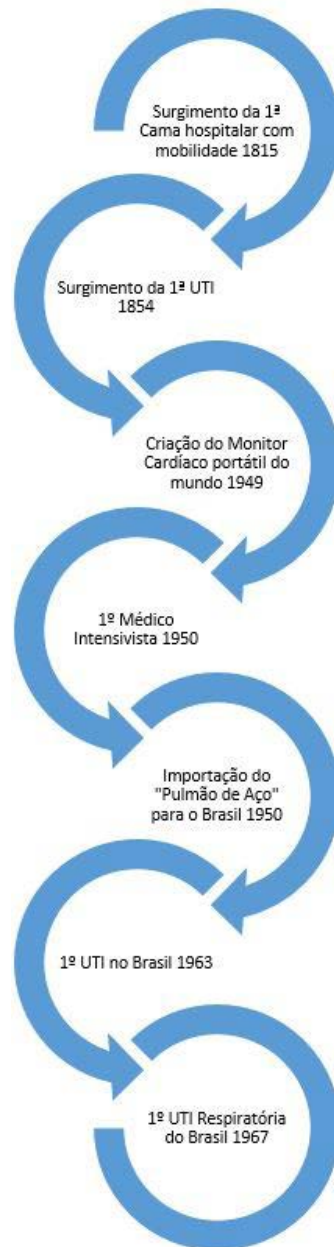 Surgimento da 1ª
Cama hospitalar com
mobilidade 1815
Surgimento da 1ª UTI
1854
Criação do Monitor
Cardíaco portátil do
mundo 1949
1º Médico
Intensivista 1950
Importação do
"Pulmão de Aço"
para o Brasil 1950
1º UTI no Brasil 1963
1º UTI Respiratória
do Brasil 1967